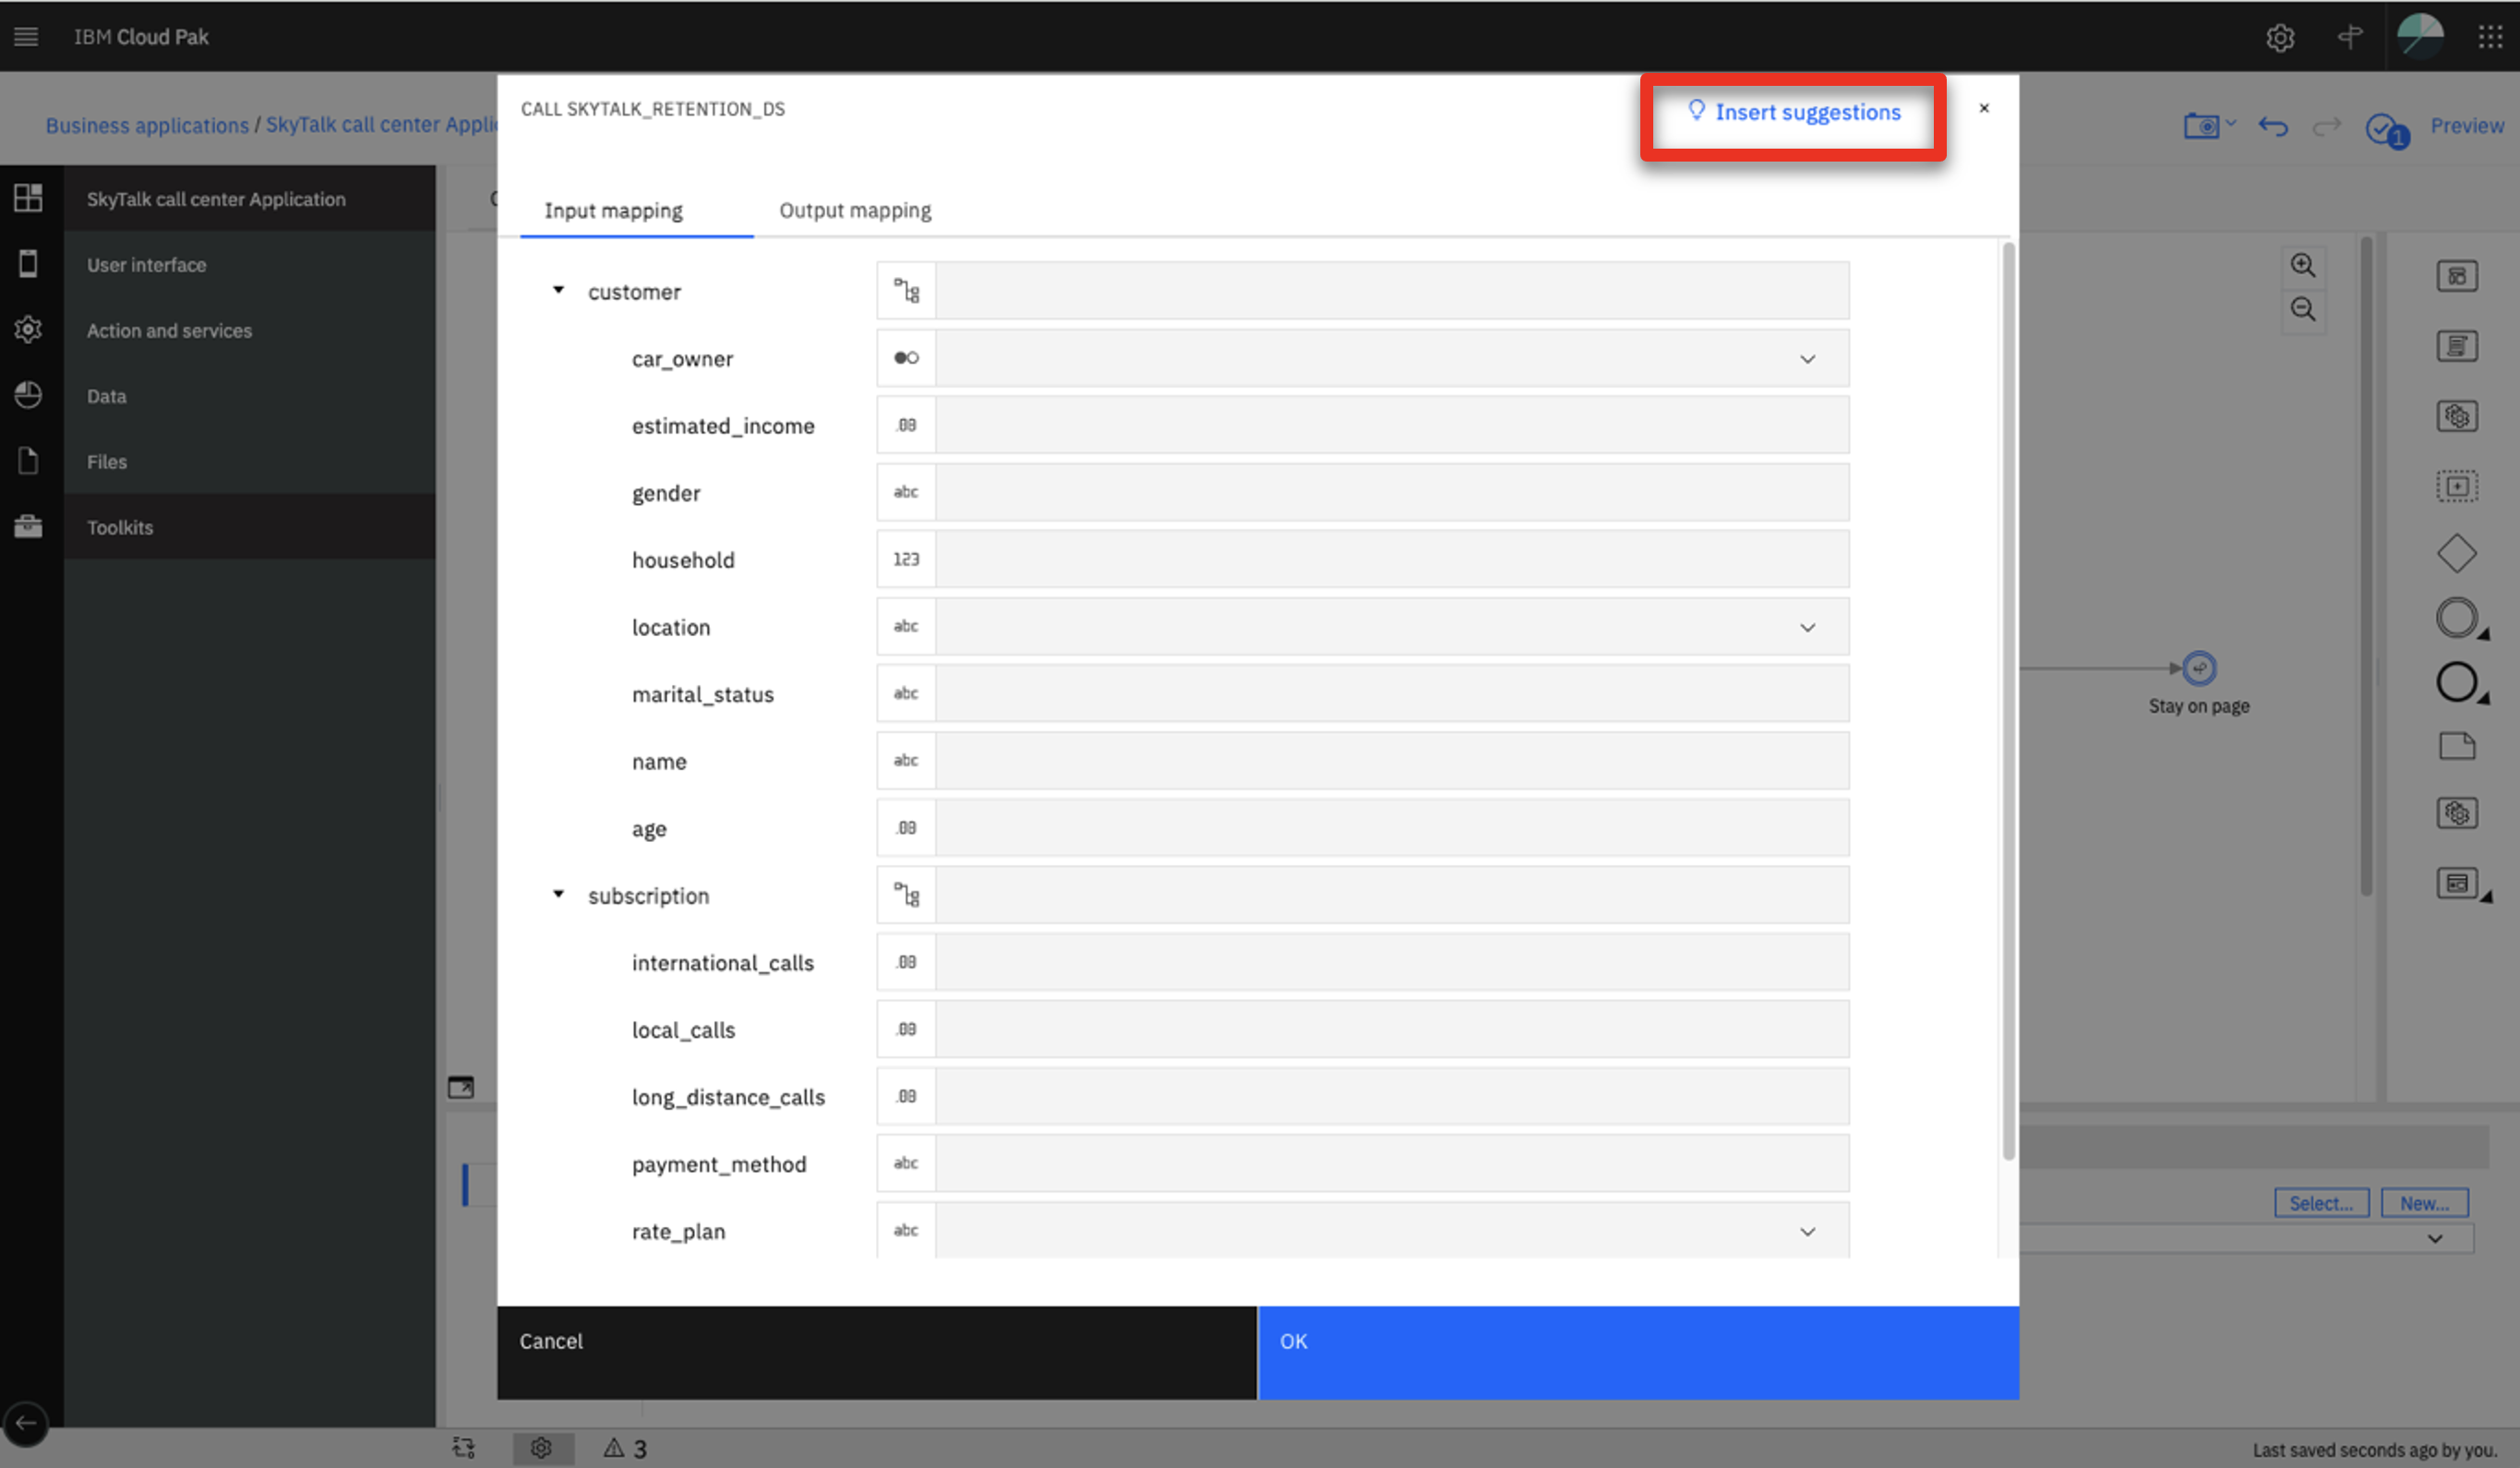 IBM Cloud Pak
Business applications / SkyTalk call center Appli
Preview
1
CALL SKYTALK_RETENTION_DS
Insert suggestions
Input mapping
Output mapping
SkyTalk call center Application
User interface
Action and services
Data
Files
Toolkits
customer
car_owner
estimated_income
.00
gender
abc
household
123
location
abc
marital_status
abc
name
abc
age
.00
subscription
international_calls
.00
local_calls
.00
long_distance_calls
.00
payment_method
abc
rate_plan
abc
Stay on page
Select...
New...
Cancel
OK
3
Last saved seconds ago by you.